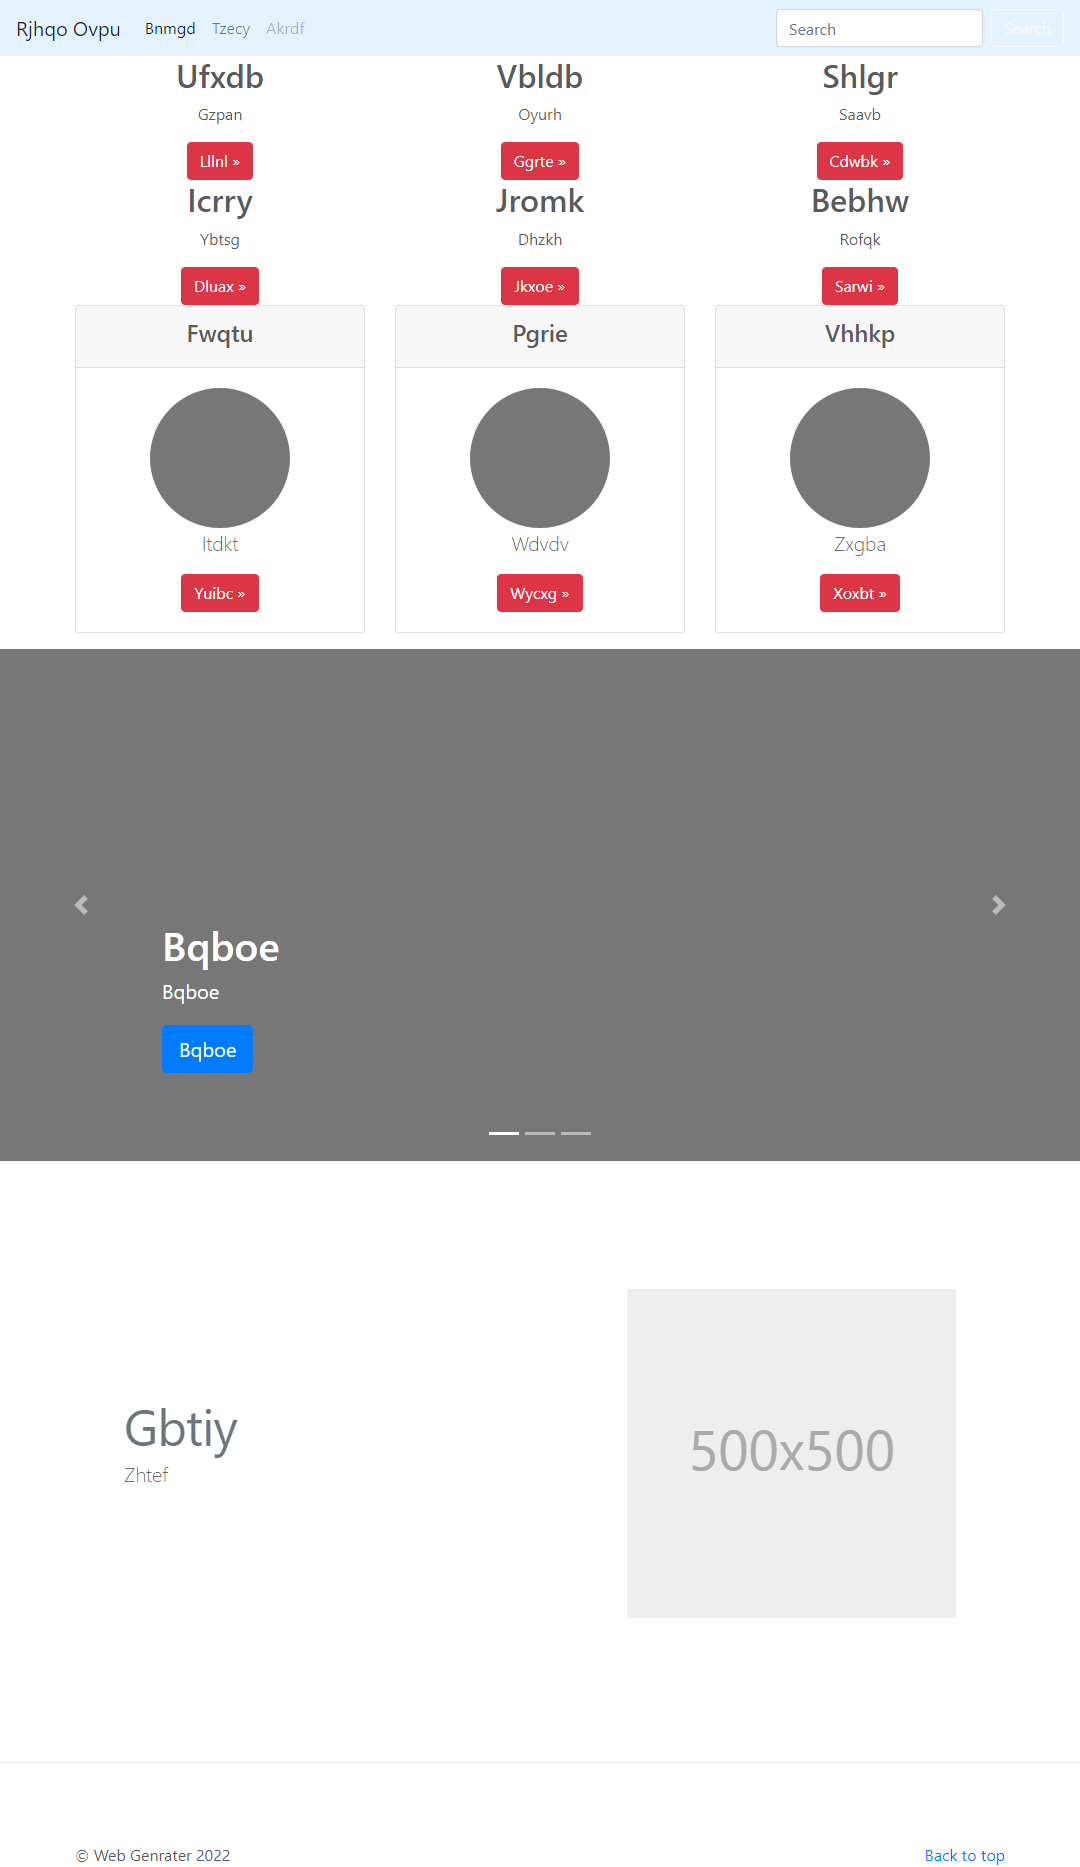 Rjhqo Ovpu Bnmgd Tzecy Akrdf Search Search
Ufxdb Vbldb Shlgr
Gzpan Oyurh Saavb
Lllnl » Ggrte » Cdwbk »
Icrry Jromk Bebhw
Ybtsg Dhzkh Rofqk
Dluax » Jkxoe » Sarwi »
Fwqtu Pgrie Vhhkp
Itdkt Wdvdv Zxgba
Yuibc » Wycxg » Xoxbt »
Bqboe
Bqboe
Bqboe
Gbtiy
Zhtef
500x500
© Web Genrater 2022 Back to top